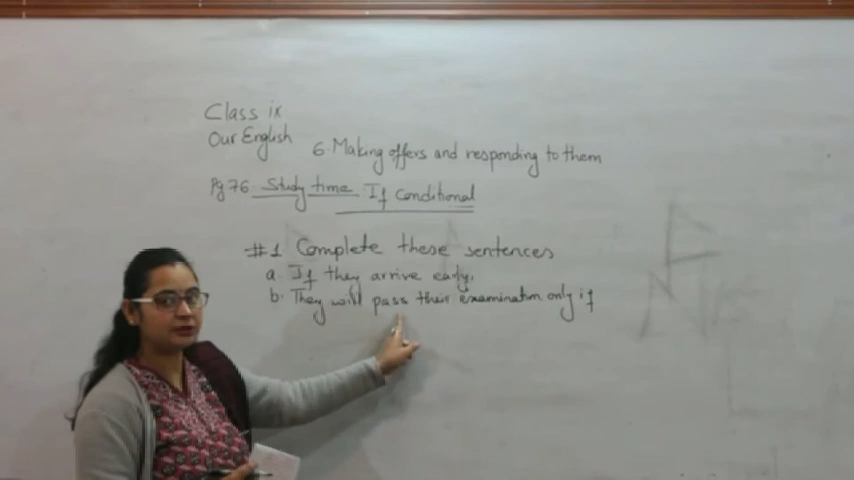 Class ix
Our English
6. Making offers and responding to them
Pg 76. Study time If Conditional
#1 Complete these sentences
a. If they arrive early,
b. They will pass their examination only if